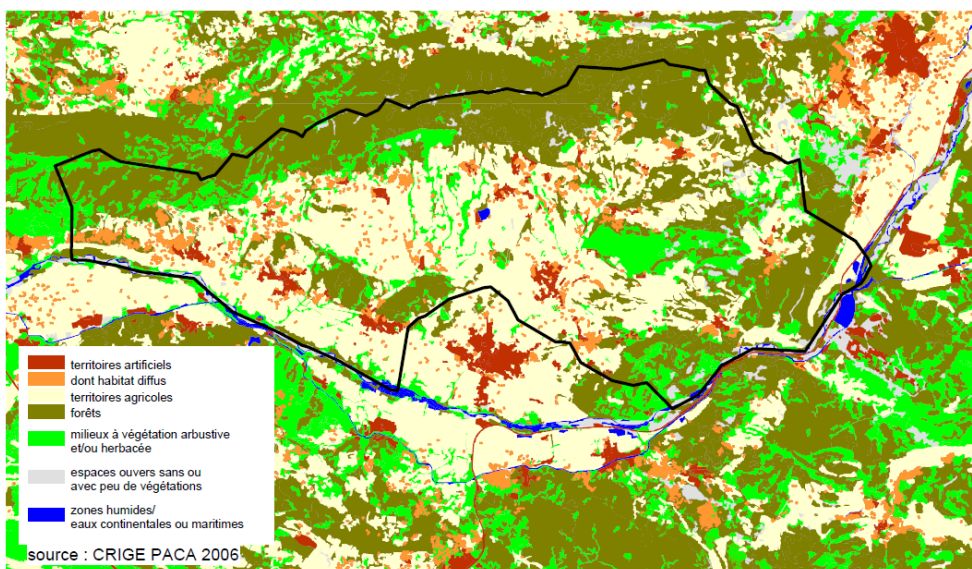 territoires artificiels
dont habitat diffus
territoires agricoles
forêts
milieux à végétation arbustive
et/ou herbacée
espaces ouvers sans ou
avec peu de végétations
zones humides/
eaux continentales ou maritimes
source : CRIGE PACA 2006